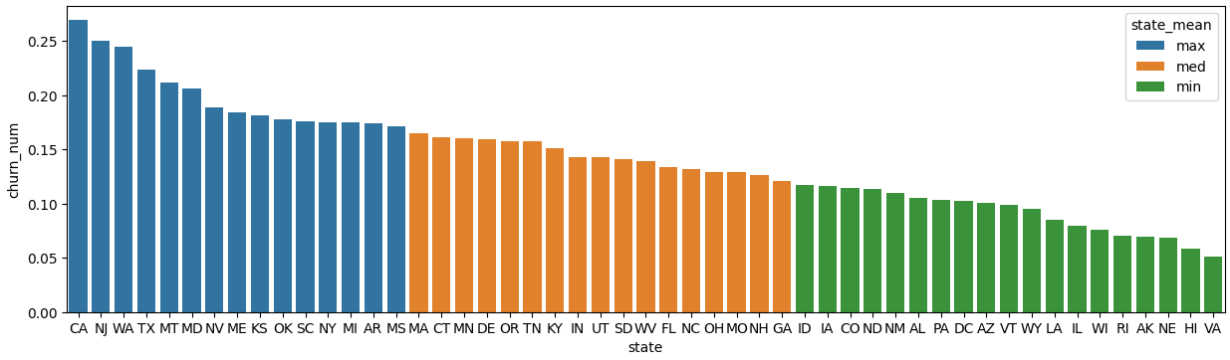 state_mean
max
med
min
churn_num
0.25
0.20
0.15
0.10
0.05
0.00
CA NJ WA TX MT MD NV ME KS OK SC NY MI AR MS MA CT MN DE OR TN KY IN UT SD WV FL NC OH MO NH GA ID IA CO ND NM AL PA DC AZ VT WY LA IL WI RI AK NE HI VA
state